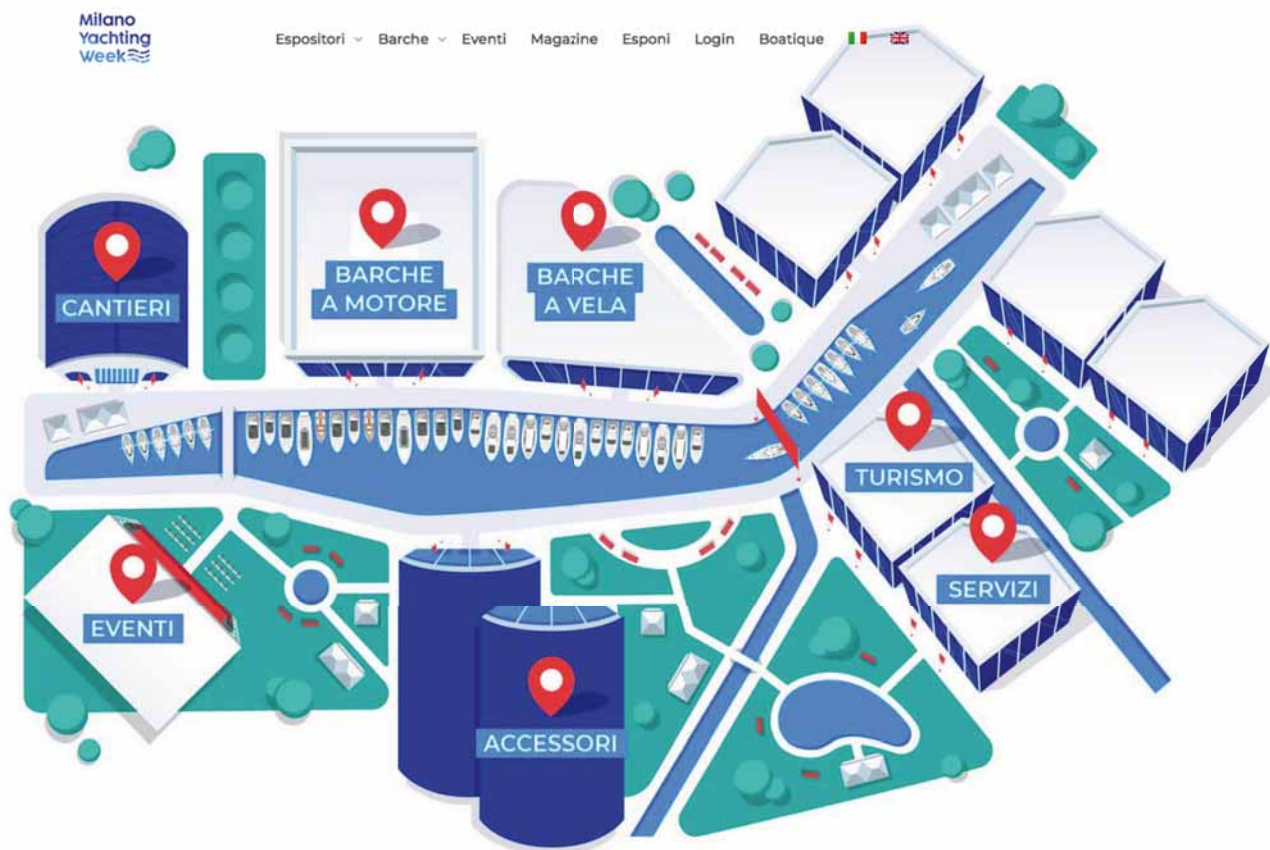 Milano
Yachting
Week
Espositori Barche Eventi Magazine Esponi Login Boatique
CANTIERI
BARCHE
A MOTORE
BARCHE
A VELA
TURISMO
SERVIZI
EVENTI
ACCESSORI